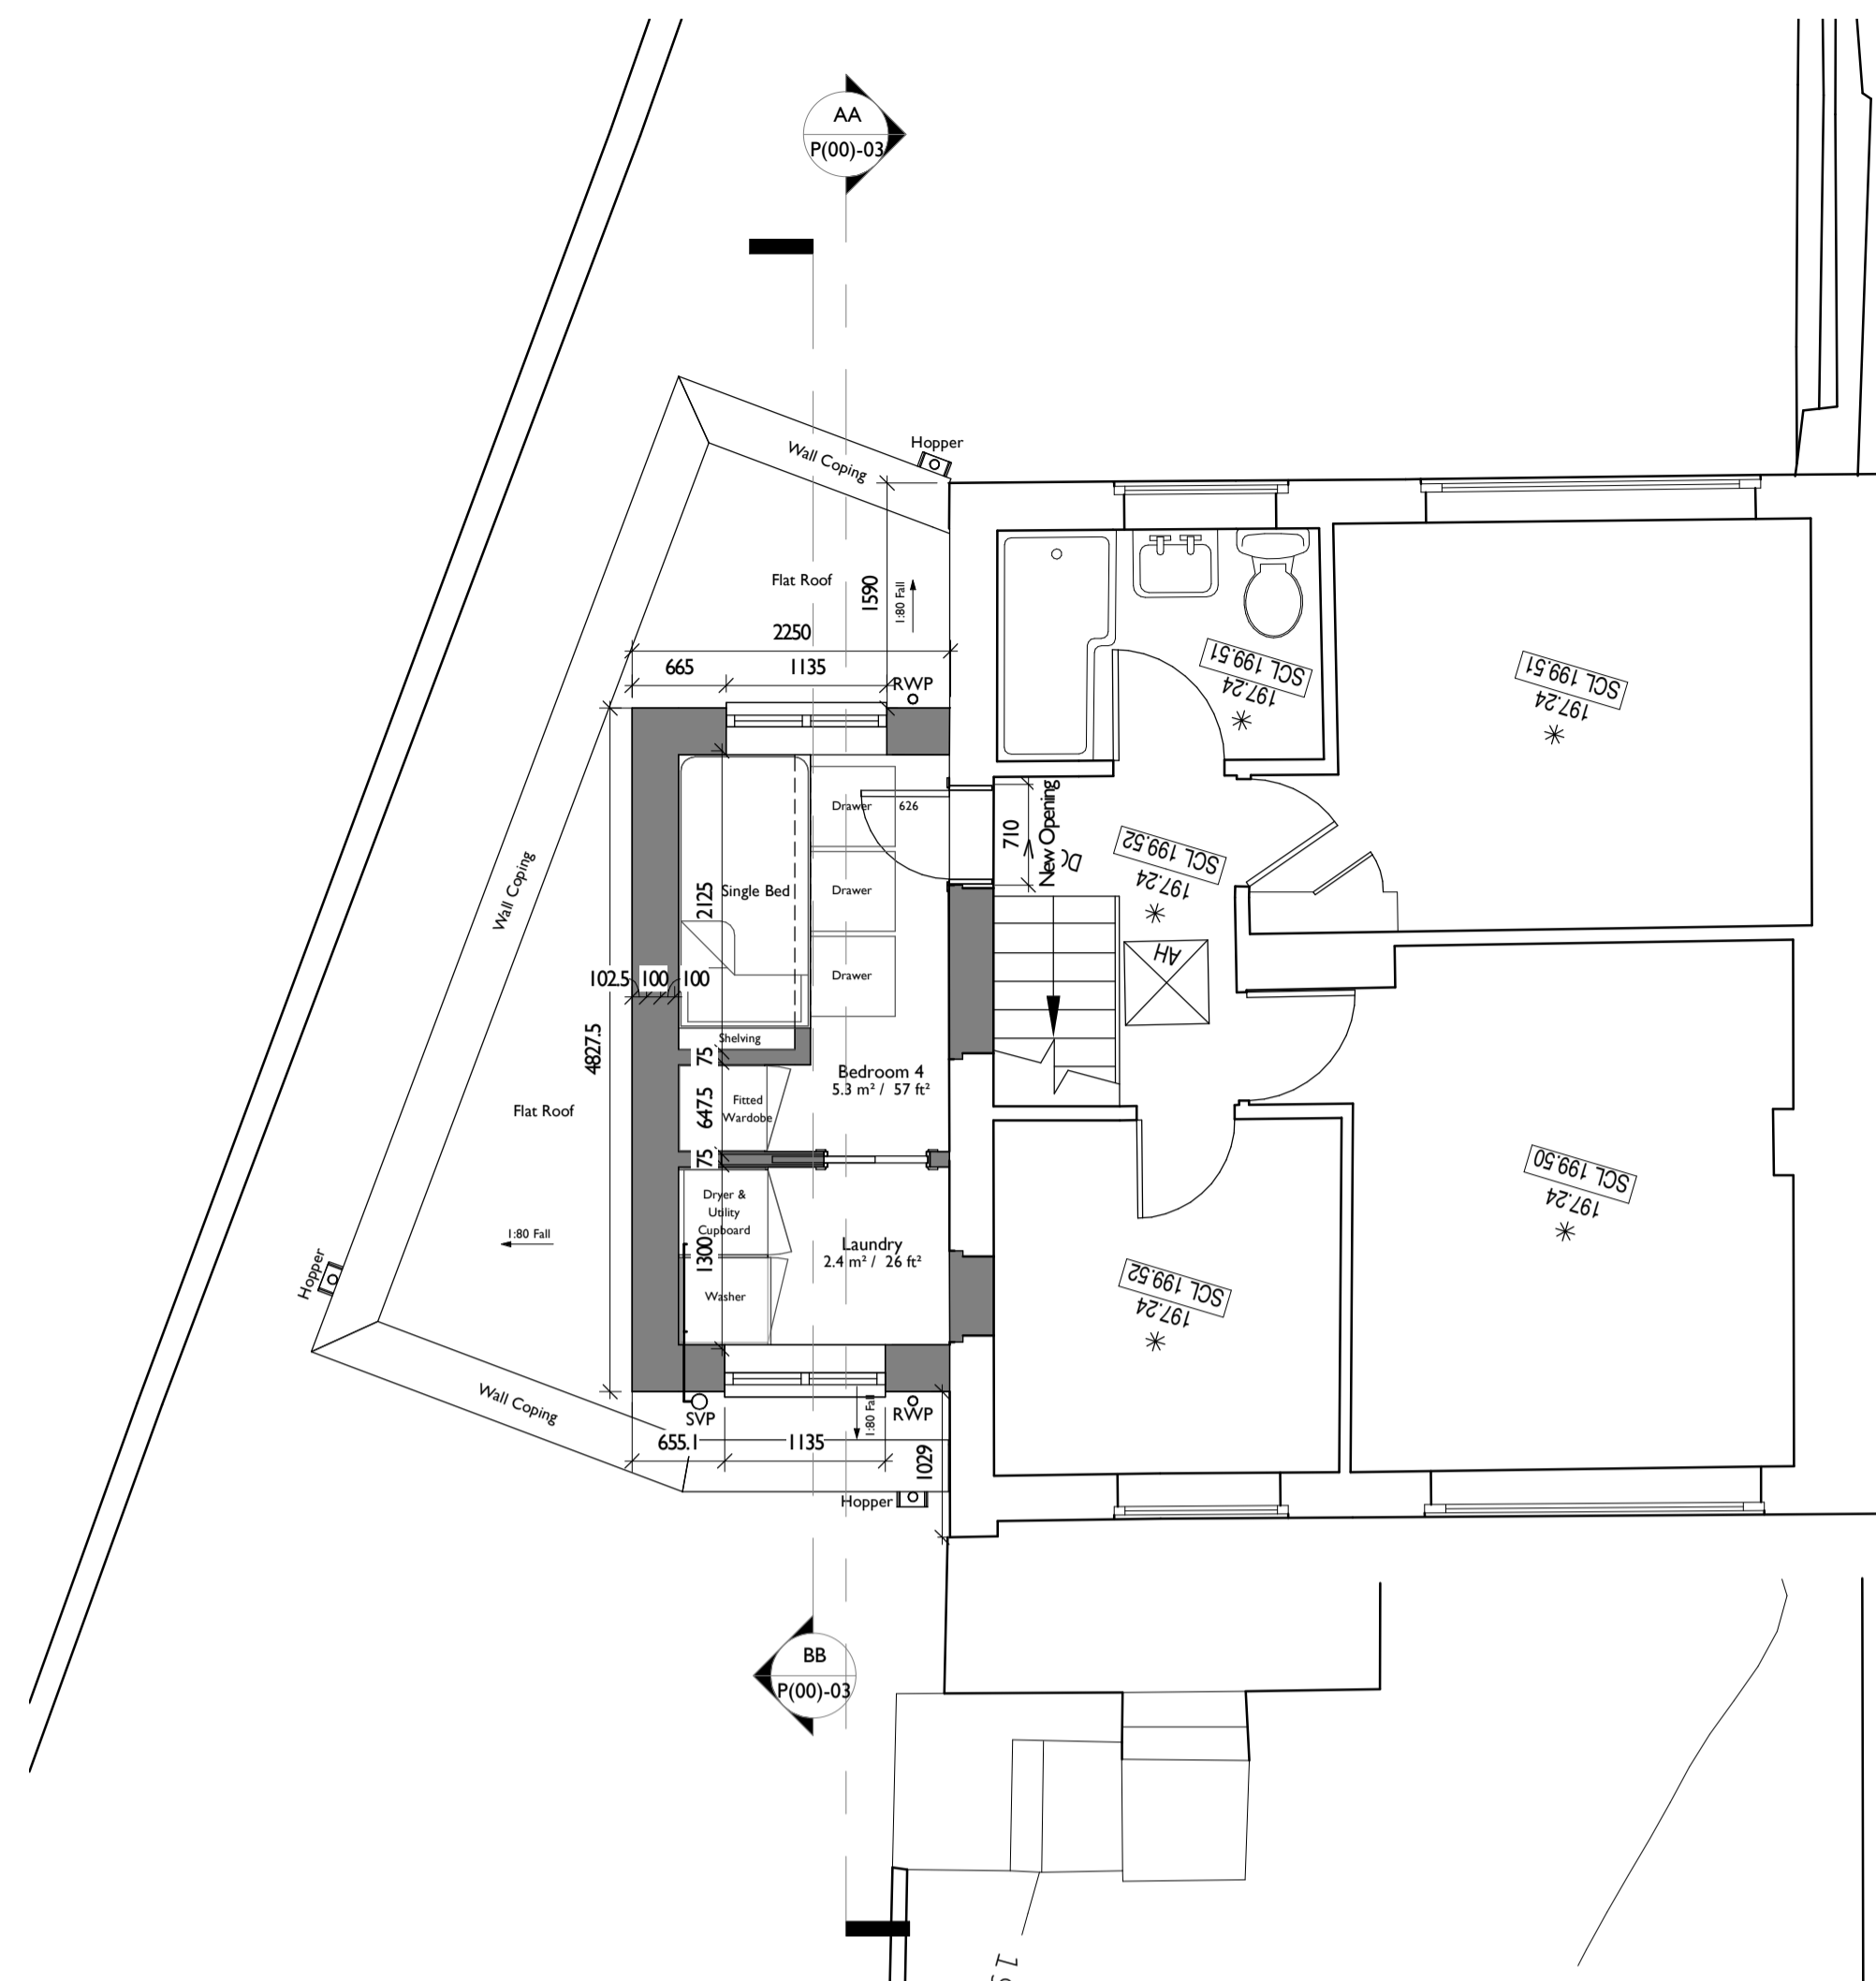 AA
P(00)-03
Hopper
Wall Coping
Flat Roof
1590
1:80 Fall
2250
665
1135
RWP
SCL 199.51
197.24
SCL 199.51
197.24
Drawer
626
710
New Opening
SCL 199.52
197.24
Wall Coping
2125
Single Bed
Drawer
AH
102.5
100
100
Drawer
4827.5
Shelving
75
Bedroom 4
5.3 m² / 57 ft²
647.5
Fitted
Wardobe
Flat Roof
75
Dryer &
Utility
Cupboard
1:80 Fall
1300
Laundry
2.4 m² / 26 ft²
SCL 199.50
197.24
Hopper
Washer
SCL 199.52
197.24
Wall Coping
SVP
1:80 Fall
RWP
655.1
1135
1029
Hopper
BB
P(00)-03